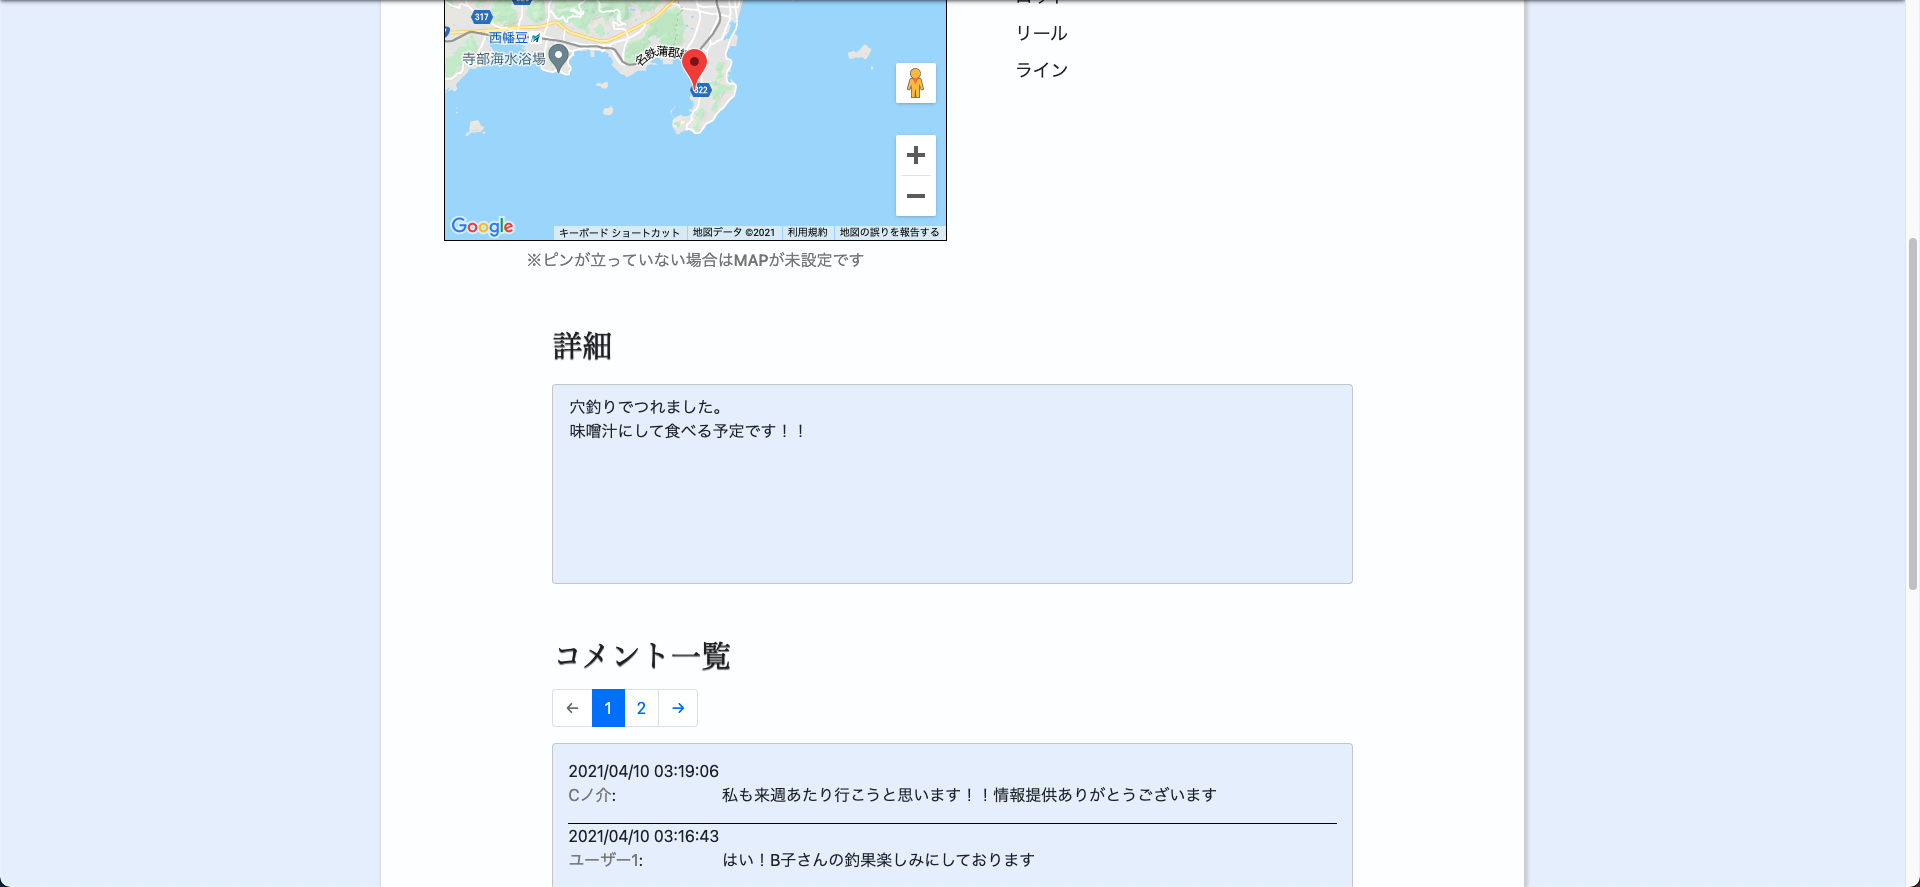 リール
ライン
317
西幡豆
寺部海水浴場
名鉄蒲郡
322
Google
キーボード ショートカット
地図データ ©2021
利用規約
地図の誤りを報告する
※ピンが立っていない場合はMAPが未設定です
詳細
穴釣りでつれました。
味噌汁にして食べる予定です！！
コメント一覧
← 1 2 →
2021/04/10 03:19:06
Cノ介: 私も来週あたり行こうと思います！！情報提供ありがとうございます
2021/04/10 03:16:43
ユーザー1: はい！B子さんの釣果楽しみにしております